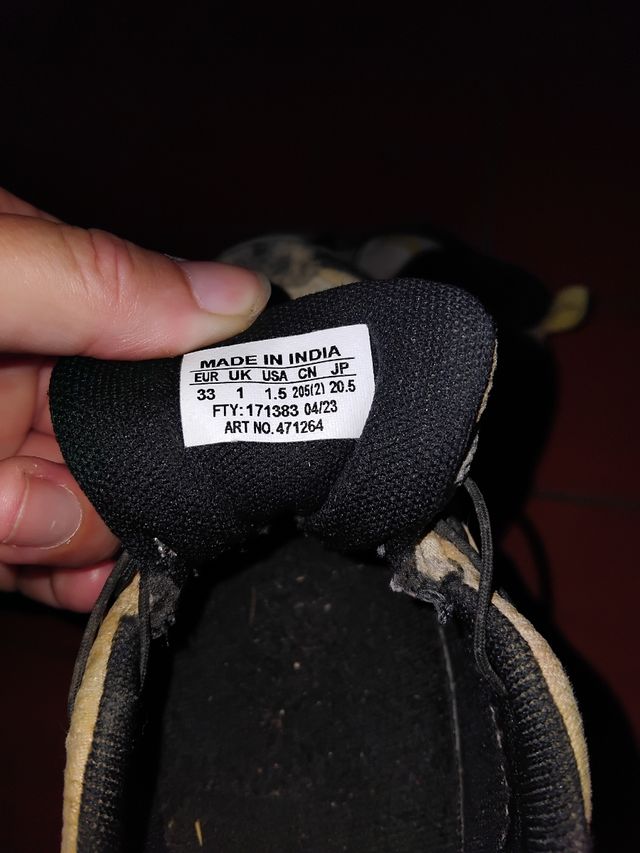 MADE IN INDIA
EUR UK USA CN JP
33 1 1.5 205(2) 20.5
FTY: 171383 04/23
ART NO. 471264